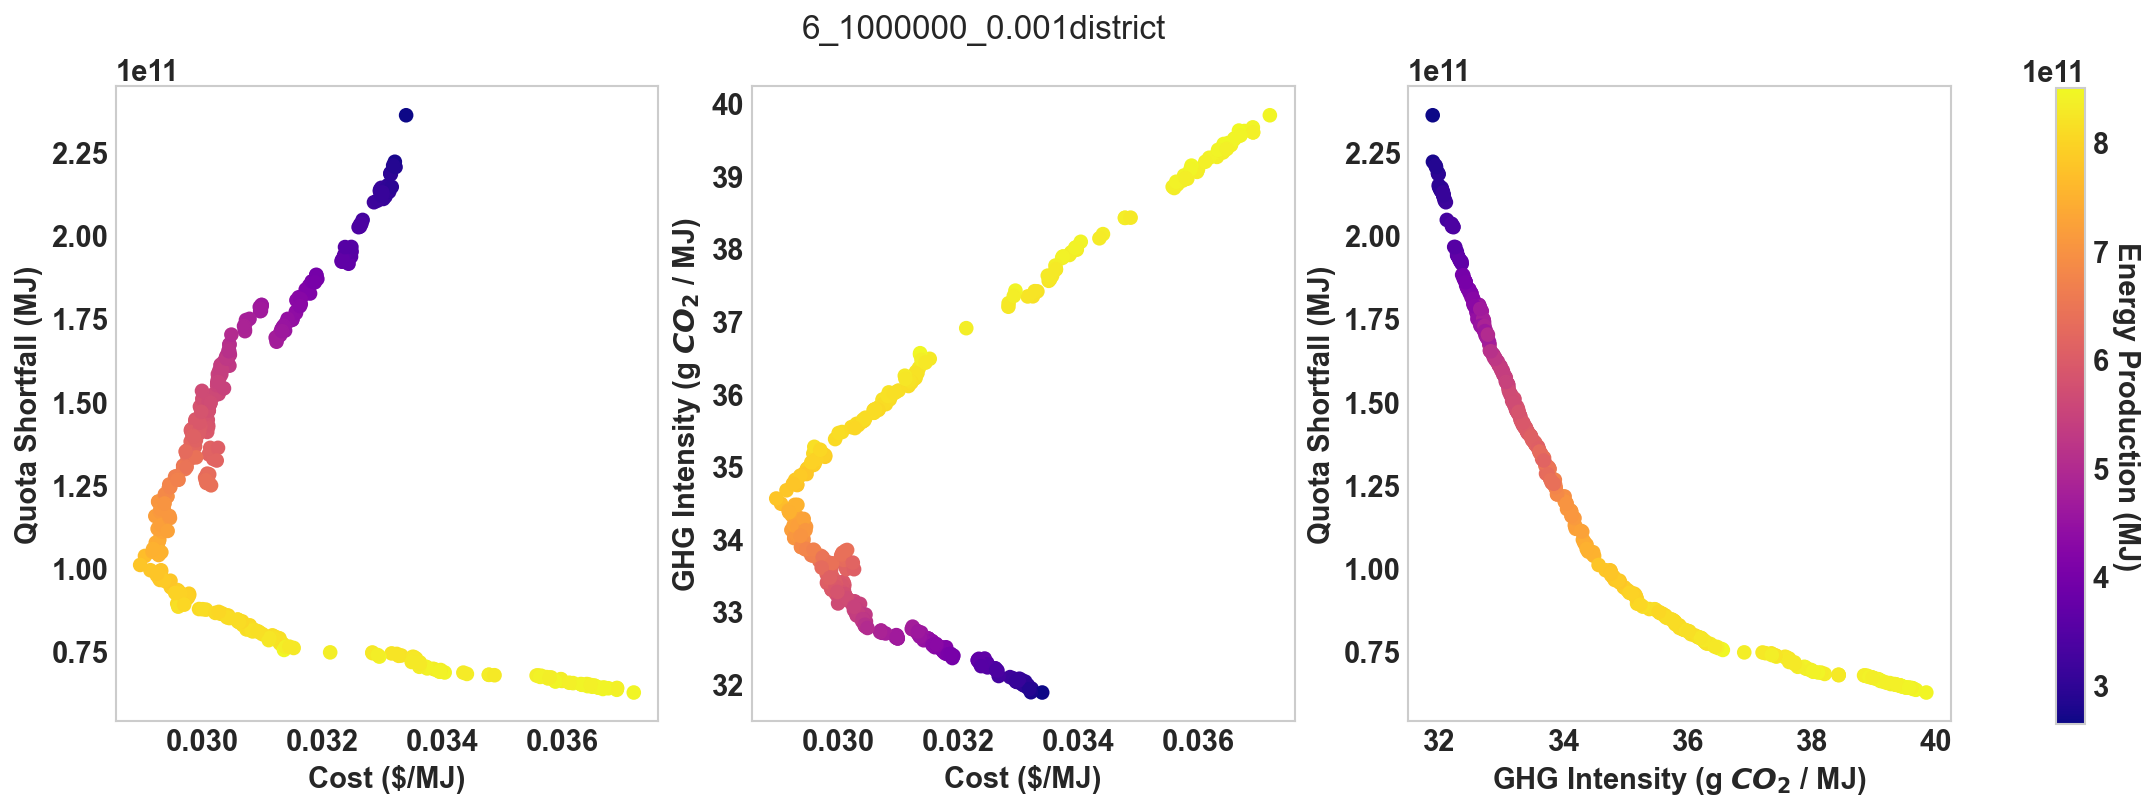 6_1000000_0.001district
1e11
2.25
2.00
1.75
1.50
1.25
1.00
0.75
Quota Shortfall (MJ)
0.030 0.032 0.034 0.036
Cost ($/MJ)
40
39
38
37
36
35
34
33
32
GHG Intensity (g CO₂ / MJ)
0.030 0.032 0.034 0.036
Cost ($/MJ)
1e11
2.25
2.00
1.75
1.50
1.25
1.00
0.75
Quota Shortfall (MJ)
32 34 36 38 40
GHG Intensity (g CO₂ / MJ)
1e11
8
7
6
5
4
3
Energy Production (MJ)